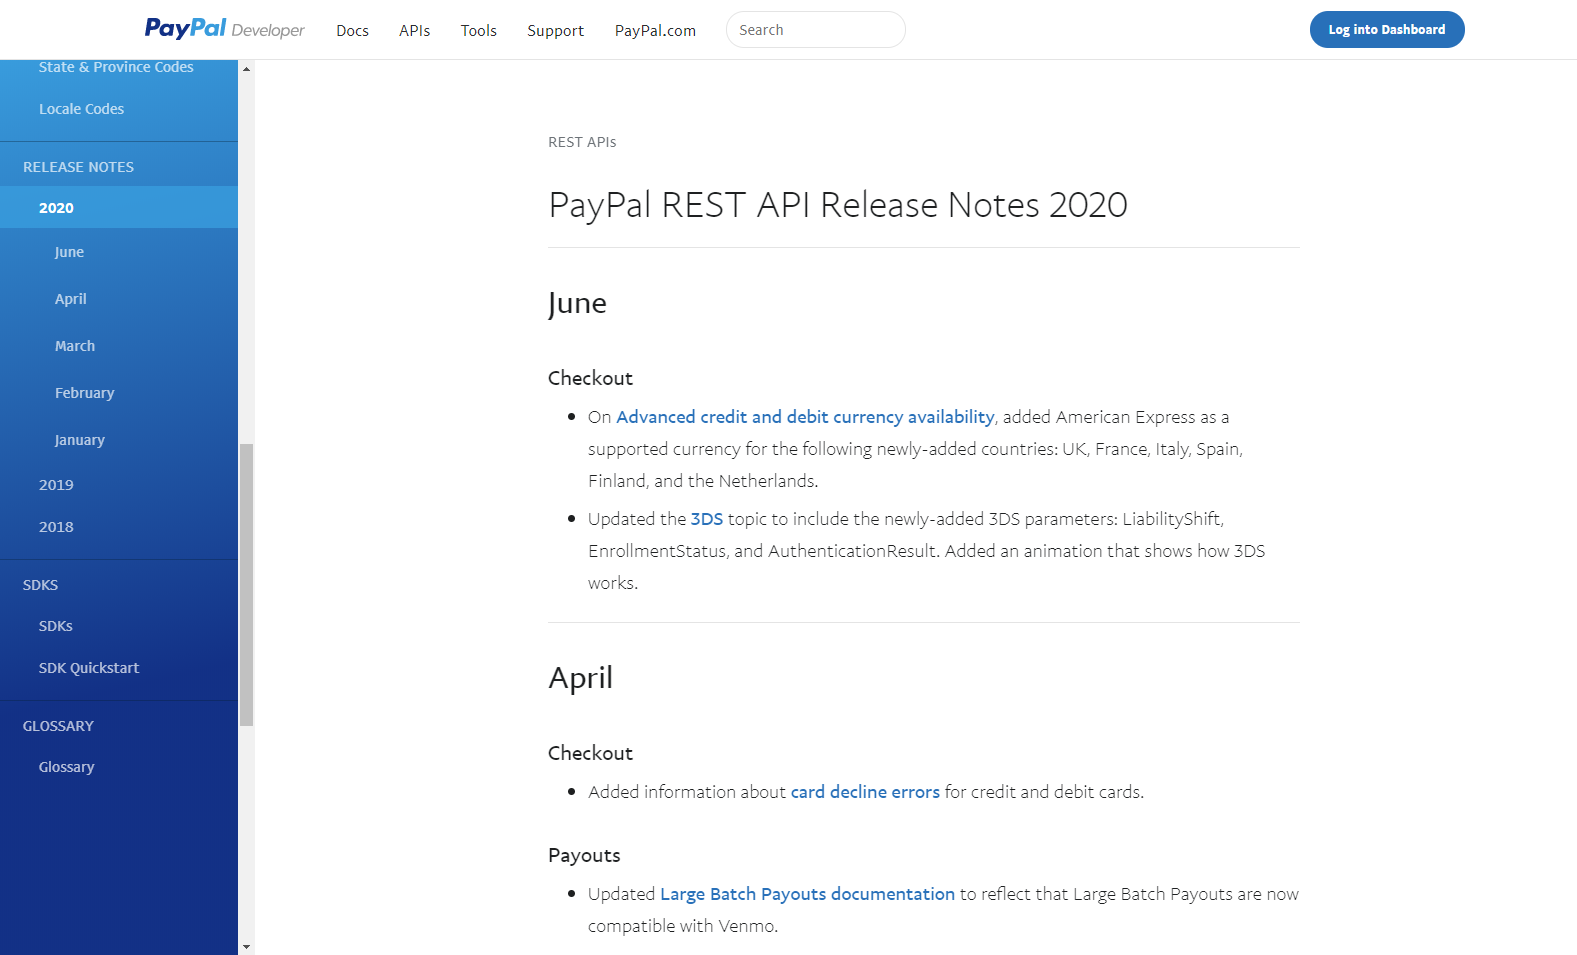 PayPal Developer
Docs
APIs
Tools
Support
PayPal.com
Search
Log into Dashboard
State & Province Codes
Locale Codes
RELEASE NOTES
2020
June
April
March
February
January
2019
2018
SDKS
SDKs
SDK Quickstart
GLOSSARY
Glossary
REST APIs
PayPal REST API Release Notes 2020
June
Checkout
On Advanced credit and debit currency availability, added American Express as a
supported currency for the following newly-added countries: UK, France, Italy, Spain,
Finland, and the Netherlands.
Updated the 3DS topic to include the newly-added 3DS parameters: LiabilityShift,
EnrollmentStatus, and AuthenticationResult. Added an animation that shows how 3DS
works.
April
Checkout
Added information about card decline errors for credit and debit cards.
Payouts
Updated Large Batch Payouts documentation to reflect that Large Batch Payouts are now
compatible with Venmo.